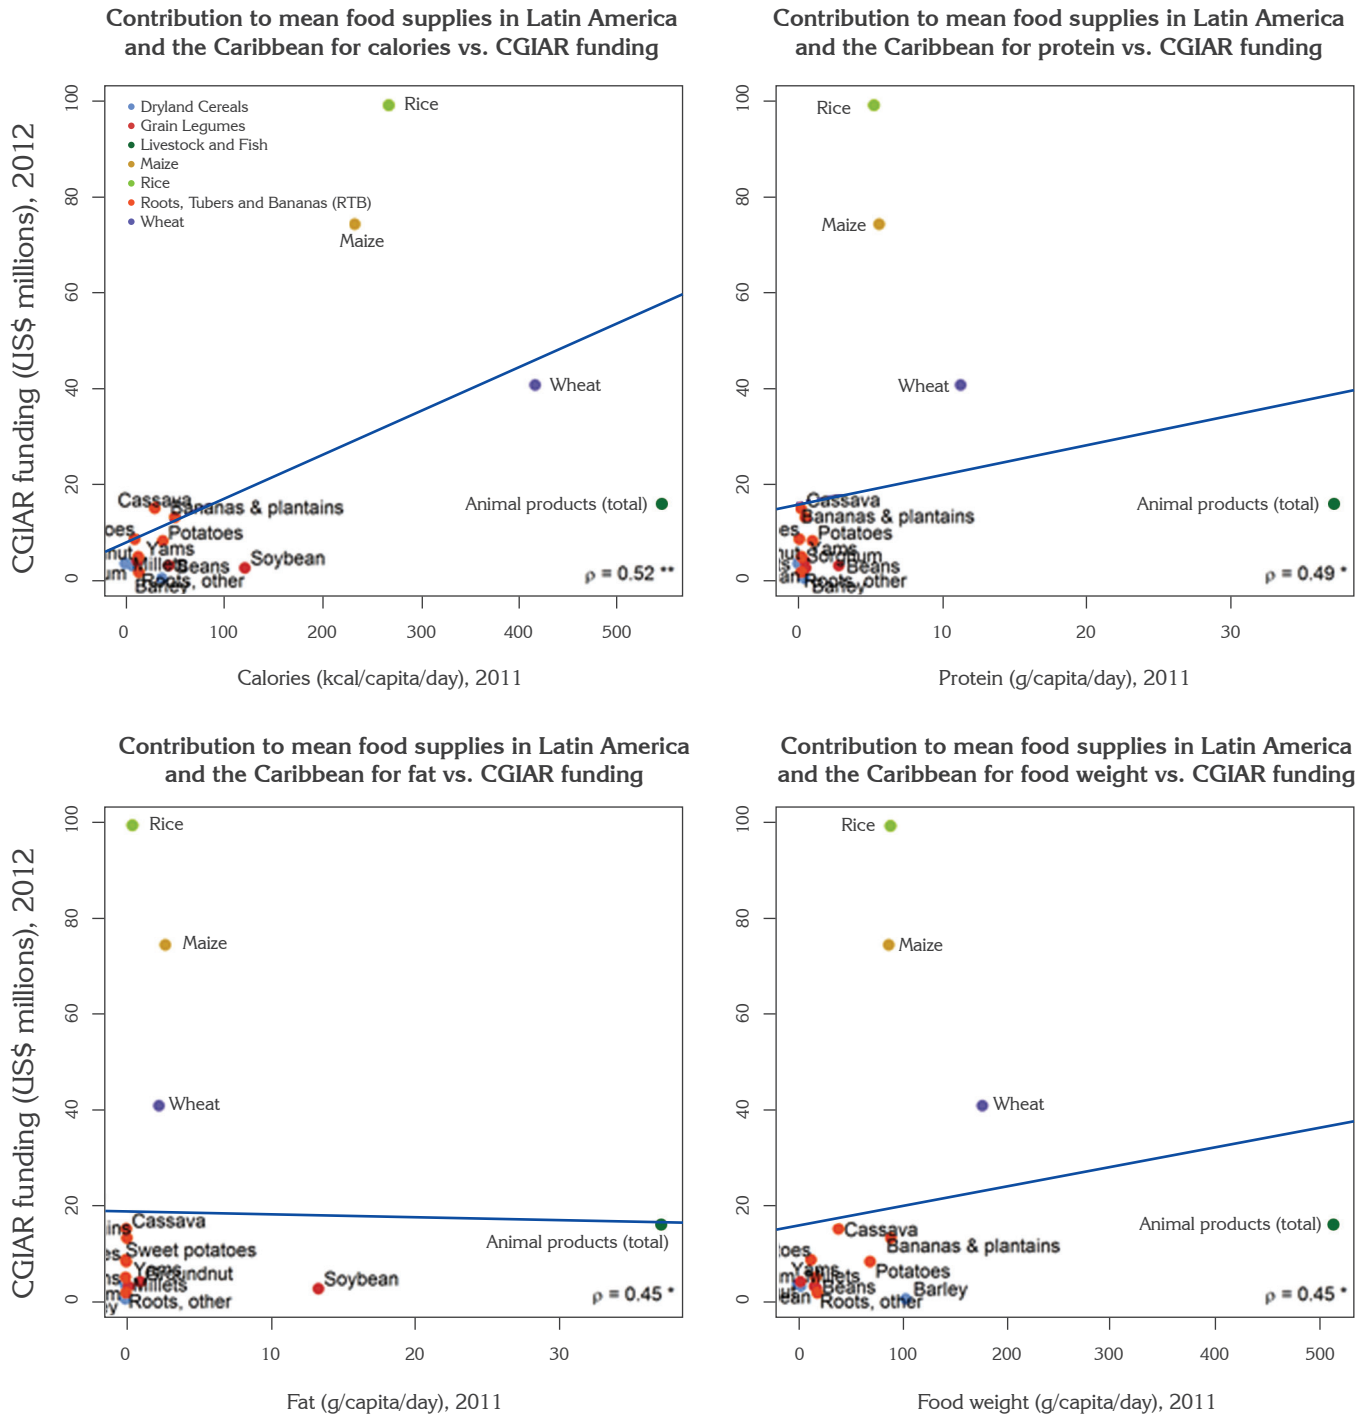 Contribution to mean food supplies in Latin America
and the Caribbean for calories vs. CGIAR funding
CGIAR funding (US$ millions), 2012
100
80
60
40
20
0
Dryland Cereals
Grain Legumes
Livestock and Fish
Maize
Rice
Roots, Tubers and Bananas (RTB)
Wheat
Rice
Maize
Wheat
Animal products (total)
Cassava
Bananas & plantains
Potatoes
Yams
Soybean
Millets
Beans
Roots, other
Barley
ρ = 0.52 **
0 100 200 300 400 500
Calories (kcal/capita/day), 2011
Contribution to mean food supplies in Latin America
and the Caribbean for protein vs. CGIAR funding
100
80
60
40
20
0
Rice
Maize
Wheat
Animal products (total)
Cassava
Bananas & plantains
Potatoes
Yams
Sorghum
Beans
Roots, other
Barley
ρ = 0.49 *
0 10 20 30
Protein (g/capita/day), 2011
Contribution to mean food supplies in Latin America
and the Caribbean for fat vs. CGIAR funding
CGIAR funding (US$ millions), 2012
100
80
60
40
20
0
Rice
Maize
Wheat
Cassava
Animal products (total)
Sweet potatoes
Yams
Groundnut
Soybean
Millets
Roots, other
ρ = 0.45 *
0 10 20 30
Fat (g/capita/day), 2011
Contribution to mean food supplies in Latin America
and the Caribbean for food weight vs. CGIAR funding
100
80
60
40
20
0
Rice
Maize
Wheat
Animal products (total)
Cassava
Bananas & plantains
Potatoes
Yams
Beans
Barley
Roots, other
ρ = 0.45 *
0 100 200 300 400 500
Food weight (g/capita/day), 2011